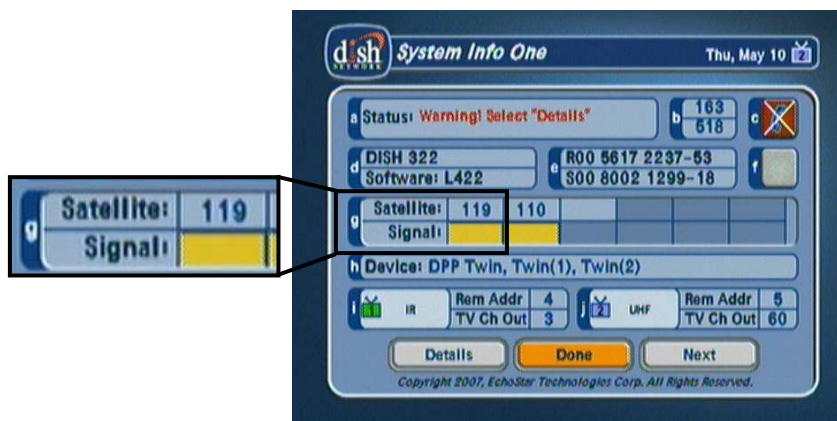 dish
NETWORK
System Info One
Thu, May 10
2
a Status: Warning! Select "Details"
b 163
618
c
d DISH 322
Software: L422
e R00 5617 2237-53
S00 8002 1299-18
f
g Satellite: 119 110
Signal:
h Device: DPP Twin, Twin(1), Twin(2)
i 1 IR Rem Addr 4
TV Ch Out 3
j 2 UHF Rem Addr 5
TV Ch Out 60
Details Done Next
Copyright 2007, EchoStar Technologies Corp. All Rights Reserved.
g Satellite: 119
Signal: